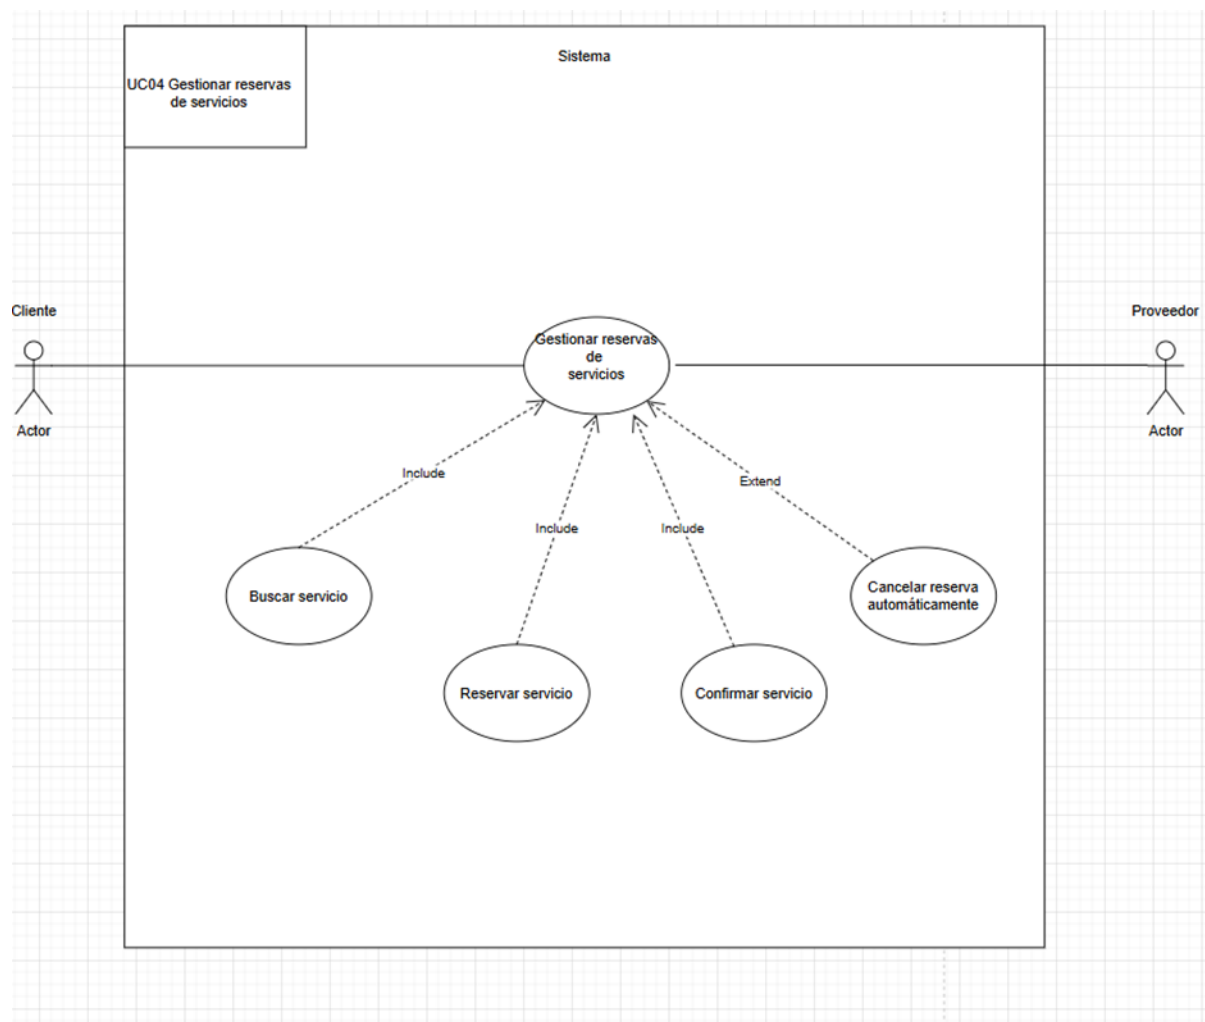 Sistema
UC04 Gestionar reservas
de servicios
Cliente
Actor
Proveedor
Actor
Gestionar reservas
de
servicios
Include
Include
Include
Extend
Buscar servicio
Reservar servicio
Confirmar servicio
Cancelar reserva
automáticamente